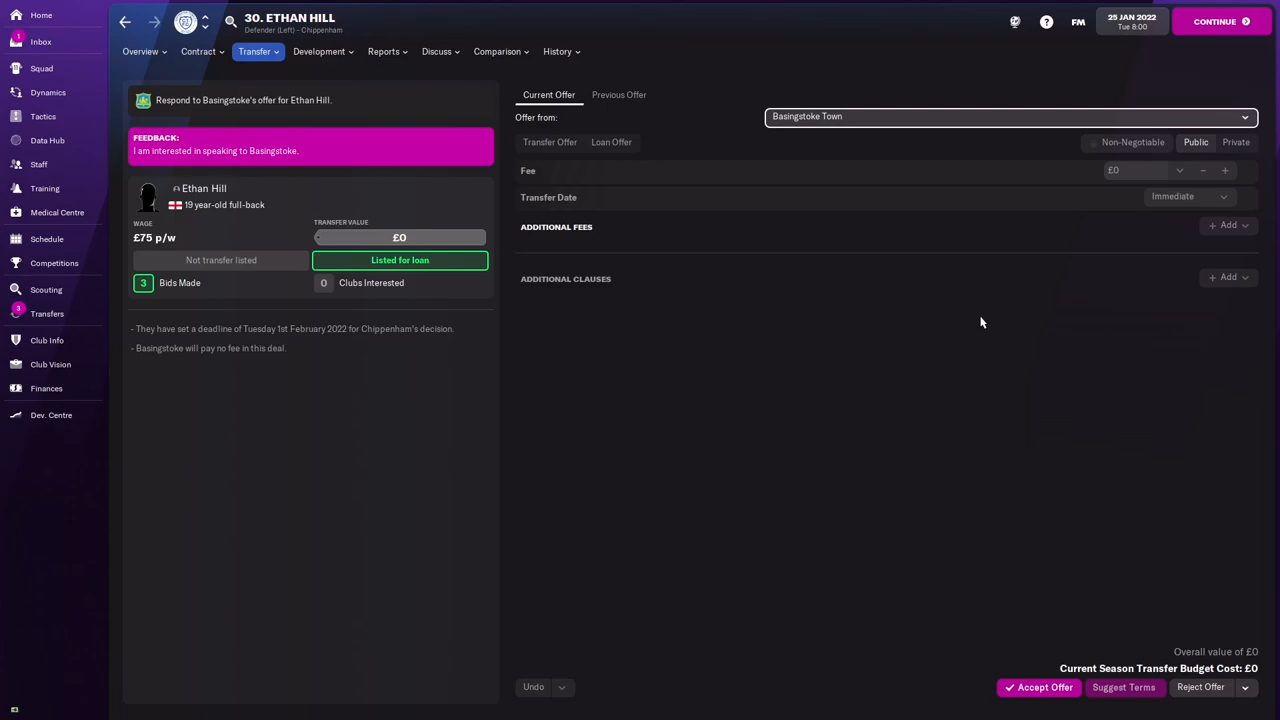 Home
1
Inbox
Squad
Dynamics
Tactics
Data Hub
Staff
Training
Medical Centre
Schedule
Competitions
Scouting
3
Transfers
Club Info
Club Vision
Finances
Dev. Centre
30. ETHAN HILL
Defender (Left) - Chippenham
? FM
25 JAN 2022
Tue 8:00
CONTINUE
Overview Contract Transfer Development Reports Discuss Comparison History
Respond to Basingstoke's offer for Ethan Hill.
FEEDBACK:
I am interested in speaking to Basingstoke.
Ethan Hill
19 year-old full-back
WAGE TRANSFER VALUE
£75 p/w £0
Not transfer listed Listed for loan
3 Bids Made 0 Clubs Interested
- They have set a deadline of Tuesday 1st February 2022 for Chippenham's decision.
- Basingstoke will pay no fee in this deal.
Current Offer Previous Offer
Offer from: Basingstoke Town
Transfer Offer Loan Offer Non-Negotiable Public Private
Fee £0 - +
Transfer Date Immediate
ADDITIONAL FEES + Add
ADDITIONAL CLAUSES + Add
Overall value of £0
Current Season Transfer Budget Cost: £0
Undo Accept Offer Suggest Terms Reject Offer